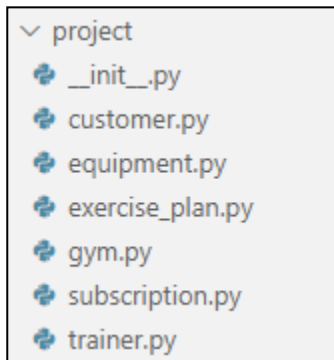 project
__init__.py
customer.py
equipment.py
exercise_plan.py
gym.py
subscription.py
trainer.py